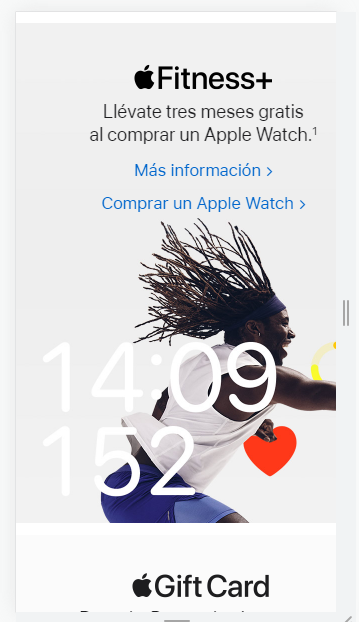 Fitness+
Llévate tres meses gratis
al comprar un Apple Watch.¹
Más información >
Comprar un Apple Watch >
14:09
152
Gift Card